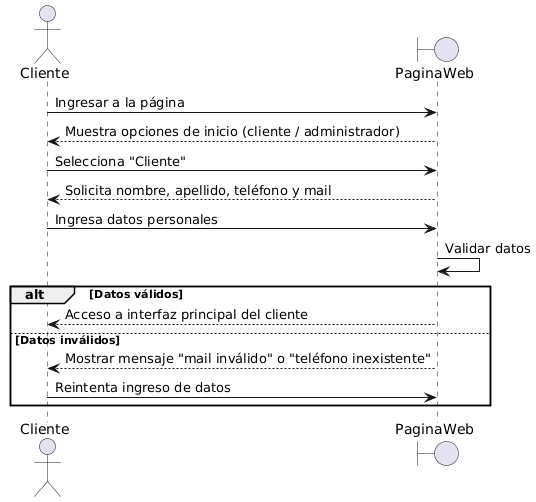 Cliente
PaginaWeb
Ingresar a la página
Muestra opciones de inicio (cliente / administrador)
Selecciona "Cliente"
Solicita nombre, apellido, teléfono y mail
Ingresa datos personales
Validar datos
alt [Datos válidos]
Acceso a interfaz principal del cliente
[Datos inválidos]
Mostrar mensaje "mail inválido" o "teléfono inexistente"
Reintenta ingreso de datos
Cliente
PaginaWeb